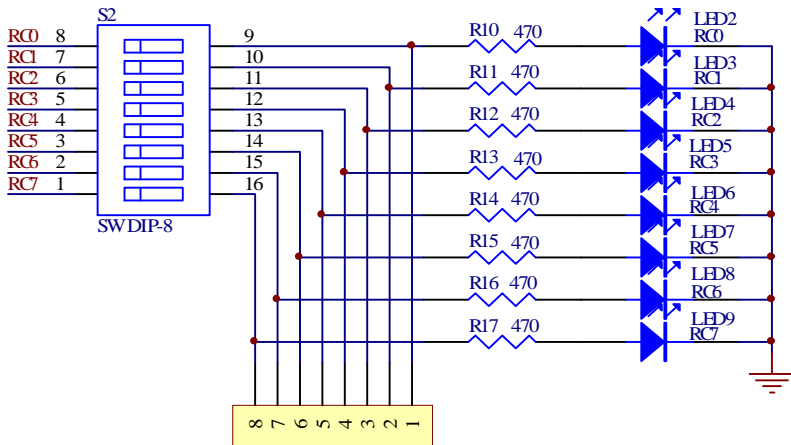 S2
RC0 8
RC1 7
RC2 6
RC3 5
RC4 4
RC5 3
RC6 2
RC7 1
9
10
11
12
13
14
15
16
SWDIP-8
R10 470
R11 470
R12 470
R13 470
R14 470
R15 470
R16 470
R17 470
LED2
RC0
LED3
RC1
LED4
RC2
LED5
RC3
LED6
RC4
LED7
RC5
LED8
RC6
LED9
RC7
8 7 6 5 4 3 2 1